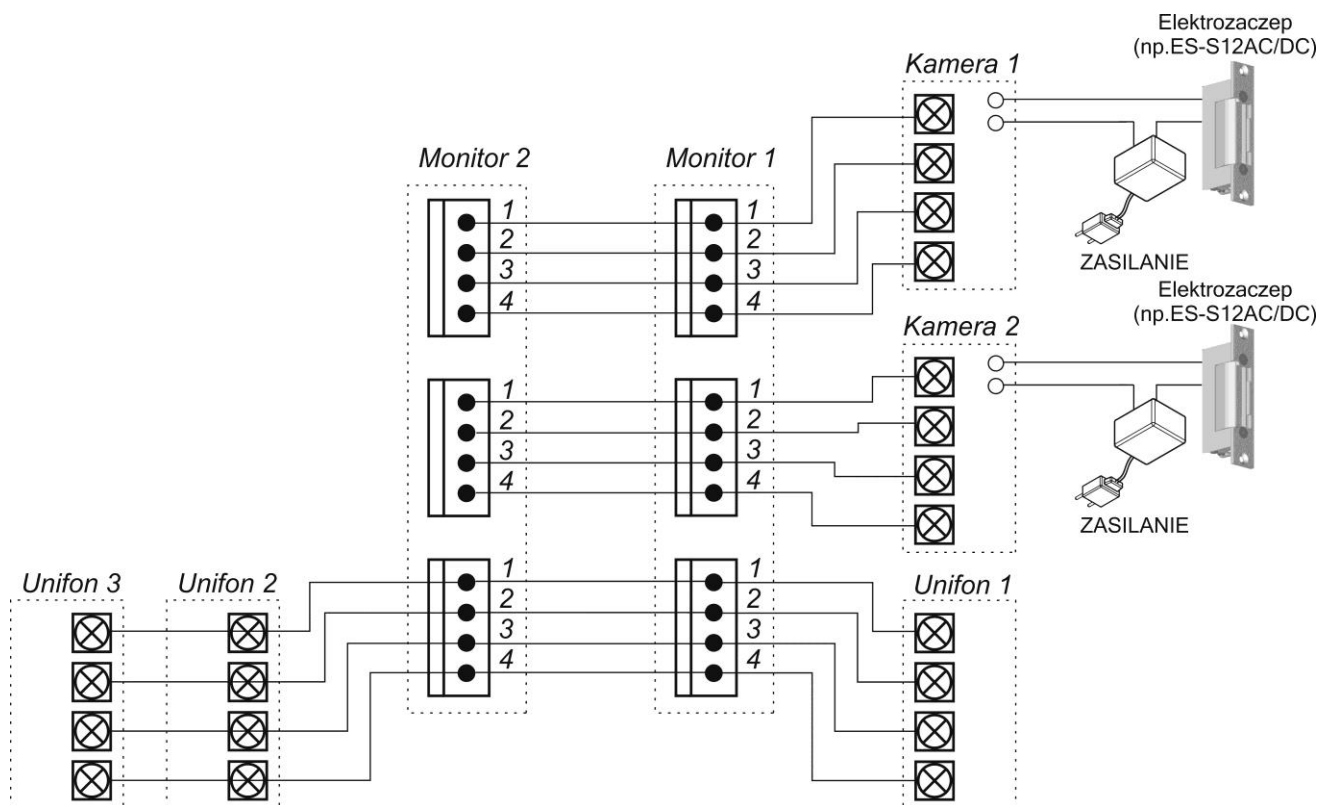 Elektrozaczep
(np.ES-S12AC/DC)
Kamera 1
Monitor 2
Monitor 1
1
2
3
4
1
2
3
4
ZASILANIE
Elektrozaczep
(np.ES-S12AC/DC)
Kamera 2
1
2
3
4
1
2
3
4
ZASILANIE
Unifon 3
Unifon 2
1
2
3
4
1
2
3
4
Unifon 1